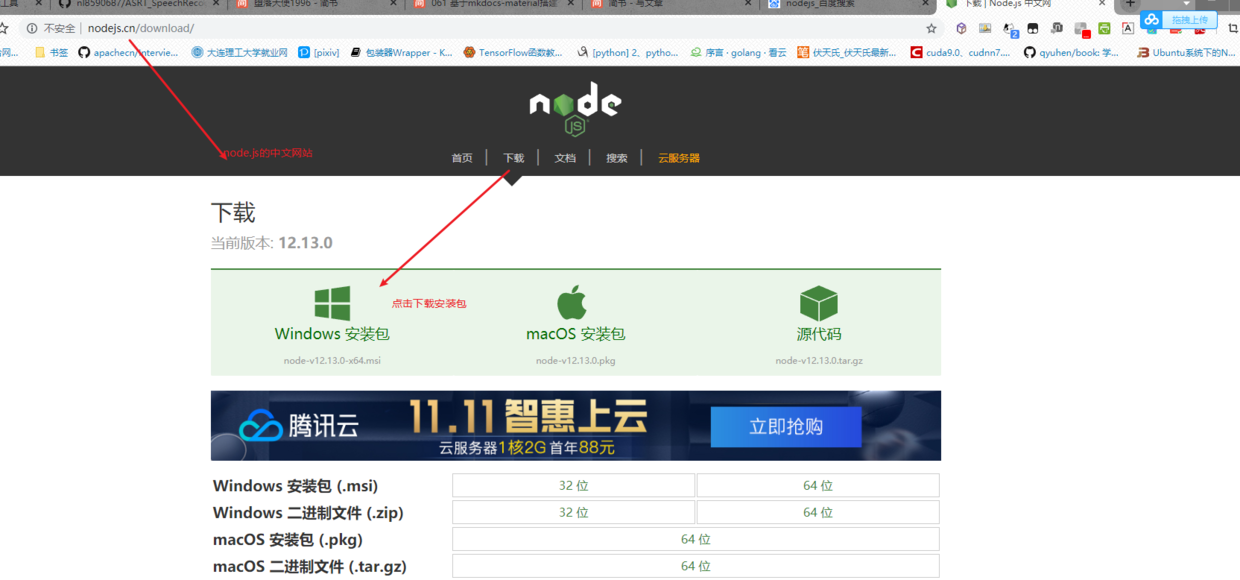 工具
nl8590687/ASRT_SpeechReco
堕落天使1996 - 简书
061 基于mkdocs-material搭建
简书 - 写文章
nodejs_百度搜索
下载 | Node.js 中文网
不安全 | nodejs.cn/download/
拖拽上传
书签
apachecn/Intervie...
大连理工大学就业网
[pixiv]
包装器Wrapper - K...
TensorFlow函数教...
[python] 2、pytho...
序言 · golang · 看云
伏天氏_伏天氏最新...
cuda9.0、cudnn7....
qyuhen/book: 学...
Ubuntu系统下的N...
node
JS
node.js的中文网站
首页 | 下载 | 文档 | 搜索 | 云服务器
下载
当前版本: 12.13.0
点击下载安装包
Windows 安装包
macOS 安装包
源代码
node-v12.13.0-x64.msi
node-v12.13.0.pkg
node-v12.13.0.tar.gz
腾讯云
11.11 智惠上云
云服务器1核2G 首年88元
立即抢购
Windows 安装包 (.msi)
32 位
64 位
Windows 二进制文件 (.zip)
32 位
64 位
macOS 安装包 (.pkg)
64 位
macOS 二进制文件 (.tar.gz)
64 位